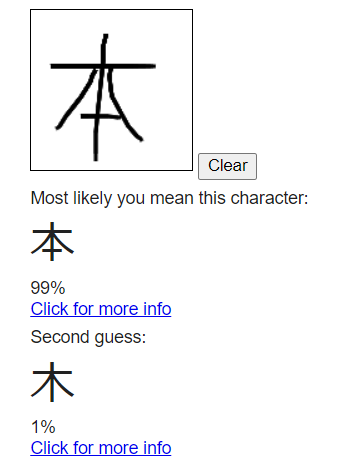 本
Clear
Most likely you mean this character:
本
99%
Click for more info
Second guess:
木
1%
Click for more info